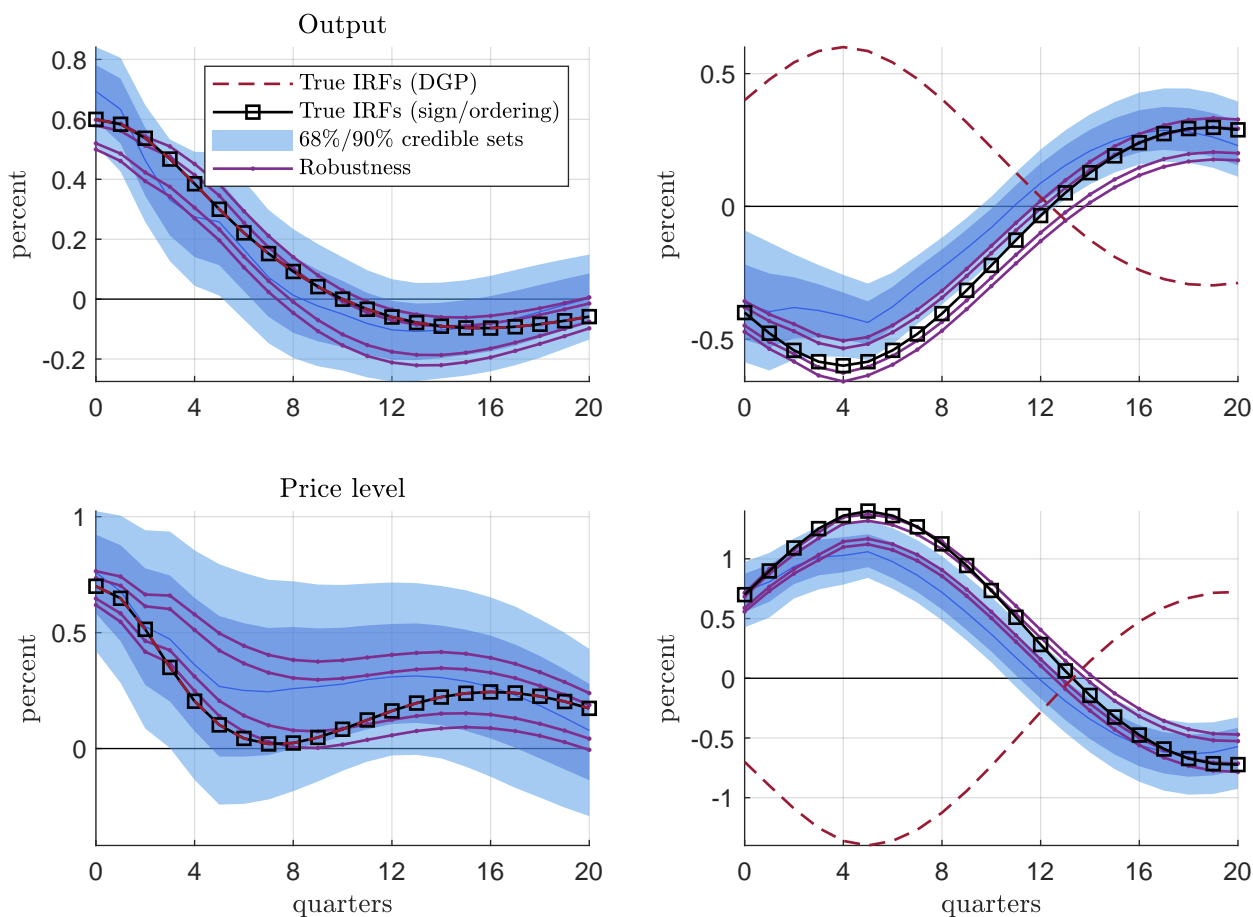 Output
percent
0.8
0.6
0.4
0.2
0
-0.2
0 4 8 12 16 20
True IRFs (DGP)
True IRFs (sign/ordering)
68%/90% credible sets
Robustness
percent
0.5
0
-0.5
0 4 8 12 16 20
Price level
percent
1
0.5
0
0 4 8 12 16 20
quarters
percent
1
0.5
0
-0.5
-1
0 4 8 12 16 20
quarters